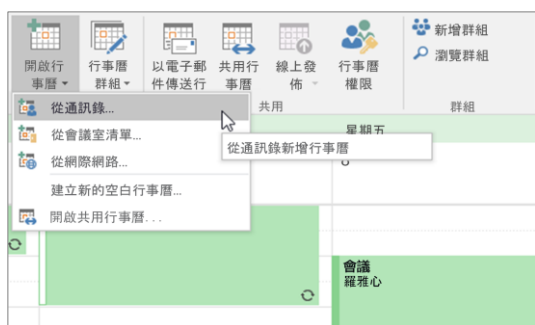 開啟行
事曆
行事曆
群組
以電子郵
件傳送行
共用行
事曆
線上發
佈
行事曆
權限
新增群組
瀏覽群組
共用
群組
從通訊錄...
從會議室清單...
從網際網路...
建立新的空白行事曆...
開啟共用行事曆...
從通訊錄新增行事曆
星期五
會議
羅雅心